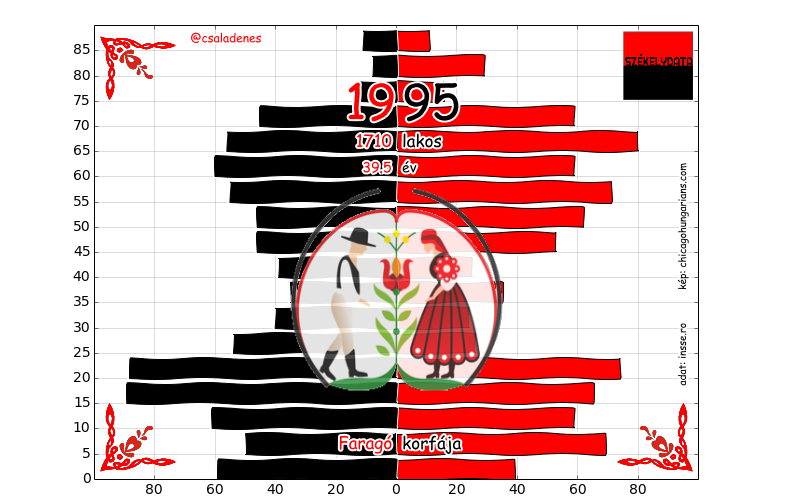 @csaladenes
SZÉKELYDATA
1995
1710 lakos
39.5 év
kép: chicagohungarians.com
adat: insse.ro
Faragó korfája
85
80
75
70
65
60
55
50
45
40
35
30
25
20
15
10
5
0
80 60 40 20 0 20 40 60 80